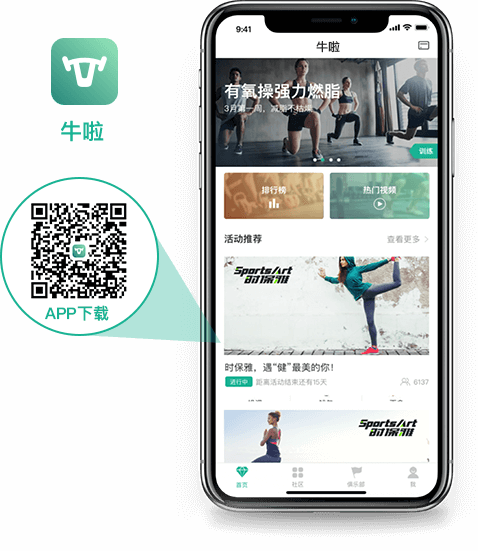 牛啦
APP下载
9:41
牛啦
有氧操强力燃脂
3月第一周，减脂不枯燥
训练
排行榜
热门视频
活动推荐
查看更多
SportsArt
时保雅
时保雅，遇“健”最美的你！
进行中
距离活动结束还有15天
6137
SportsArt
时保雅
首页
社区
俱乐部
我